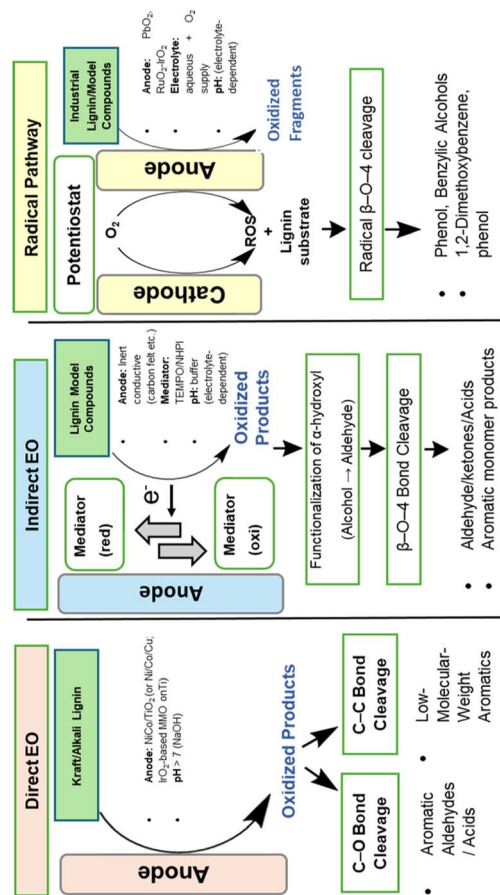 Direct EO
Kraft/Alkali Lignin
Anode
Anode: NiCo/TiO2 (or Ni/Co/Cu;
IrO2-based MMO onTi)
pH > 7 (NaOH)
Oxidized Products
C–O Bond
Cleavage
C–C Bond
Cleavage
Aromatic
Aldehydes
/ Acids
Low-
Molecular-
Weight
Aromatics
Indirect EO
Lignin Model
Compounds
Mediator
(red)
e-
Mediator
(oxi)
Anode
Anode: Inert
conductive
(carbon felt etc.)
Mediator:
TEMPO/NHPI
pH: buffer
(electrolyte-
dependent)
Oxidized
Products
Functionalization of α-hydroxyl
(Alcohol → Aldehyde)
β–O–4 Bond Cleavage
Aldehyde/ketones/Acids
Aromatic monomer products
Radical Pathway
Potentiostat
Industrial
Lignin/Model
Compounds
Cathode
O2
ROS
+
Lignin
substrate
Anode
Anode: PbO2,
RuO2-IrO2
Electrolyte:
aqueous + O2
supply
pH: (electrolyte-
dependent)
Oxidized
Fragments
Radical β–O–4 cleavage
Phenol, Benzylic Alcohols
1,2-Dimethoxybenzene,
phenol